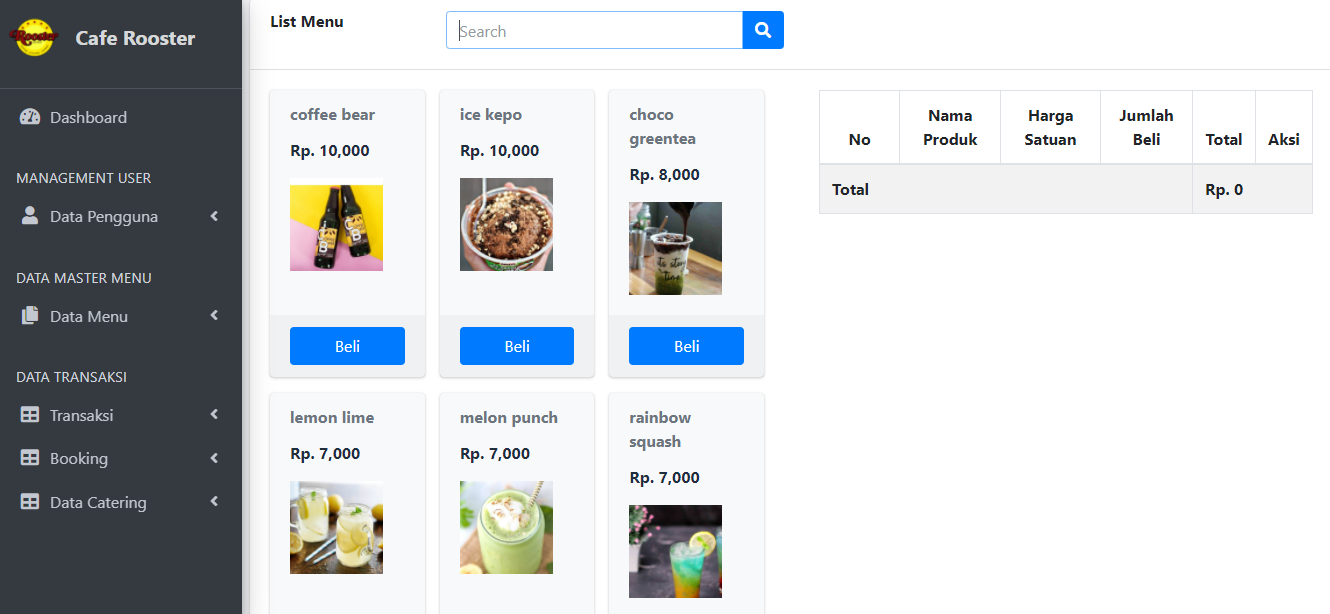 Rooster
Cafe Rooster
Dashboard
MANAGEMENT USER
Data Pengguna
DATA MASTER MENU
Data Menu
DATA TRANSAKSI
Transaksi
Booking
Data Catering
List Menu
Search
coffee bear
Rp. 10,000
Beli
ice kepo
Rp. 10,000
Beli
choco
greentea
Rp. 8,000
Beli
lemon lime
Rp. 7,000
melon punch
Rp. 7,000
rainbow
squash
Rp. 7,000
No
Nama
Produk
Harga
Satuan
Jumlah
Beli
Total
Aksi
Total
Rp. 0